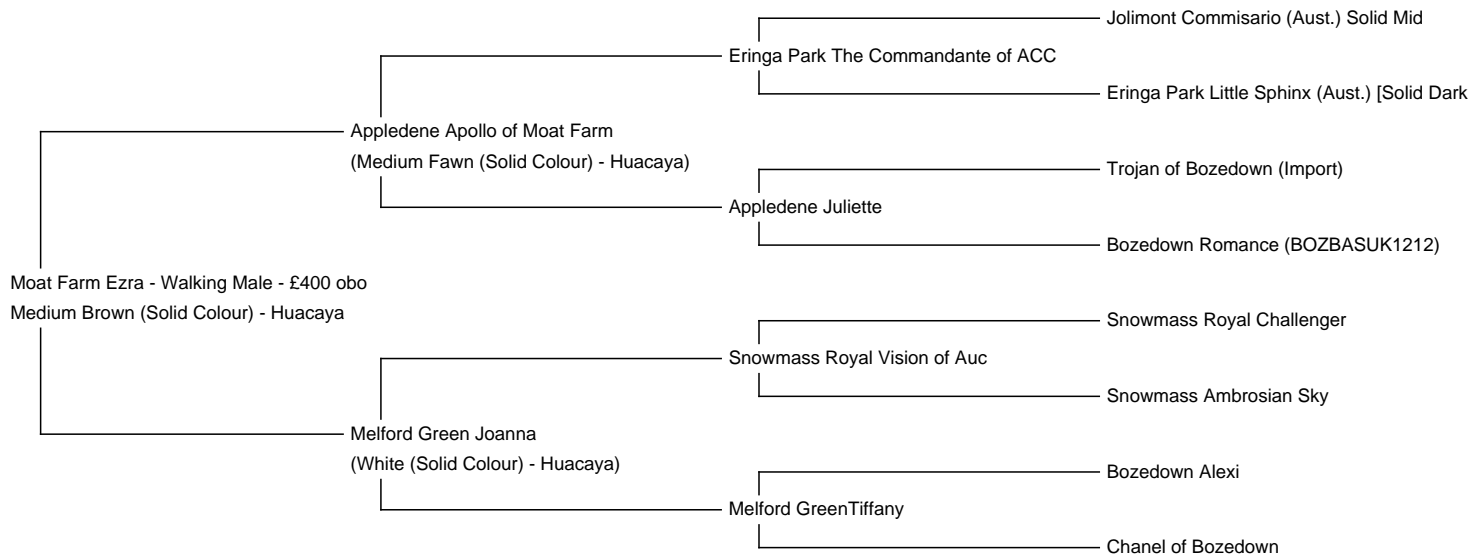 Jolimont Commisario (Aust.) Solid Mid
Eringa Park The Commandante of ACC
Eringa Park Little Sphinx (Aust.) [Solid Dark
Appledene Apollo of Moat Farm
(Medium Fawn (Solid Colour) - Huacaya)
Trojan of Bozedown (Import)
Appledene Juliette
Bozedown Romance (BOZBASUK1212)
Moat Farm Ezra - Walking Male - £400 obo
Medium Brown (Solid Colour) - Huacaya
Snowmass Royal Challenger
Snowmass Royal Vision of Auc
Snowmass Ambrosian Sky
Melford Green Joanna
(White (Solid Colour) - Huacaya)
Bozedown Alexi
Melford GreenTiffany
Chanel of Bozedown